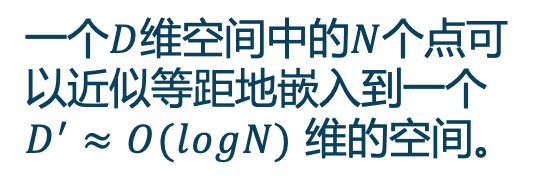 一个D维空间中的N个点可
以近似等距地嵌入到一个
D′ ≈ O(logN) 维的空间。